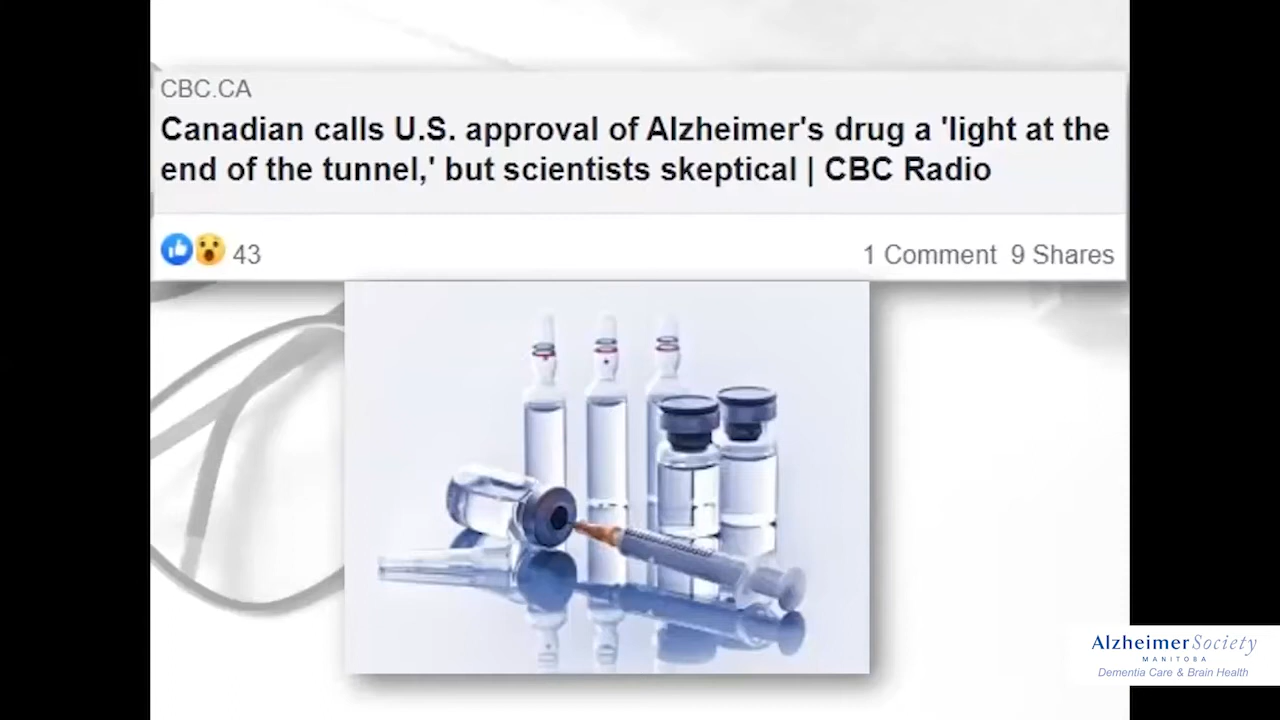 CBC.CA
Canadian calls U.S. approval of Alzheimer's drug a 'light at the
end of the tunnel,' but scientists skeptical | CBC Radio
43
1 Comment 9 Shares
Alzheimer Society
MANITOBA
Dementia Care & Brain Health